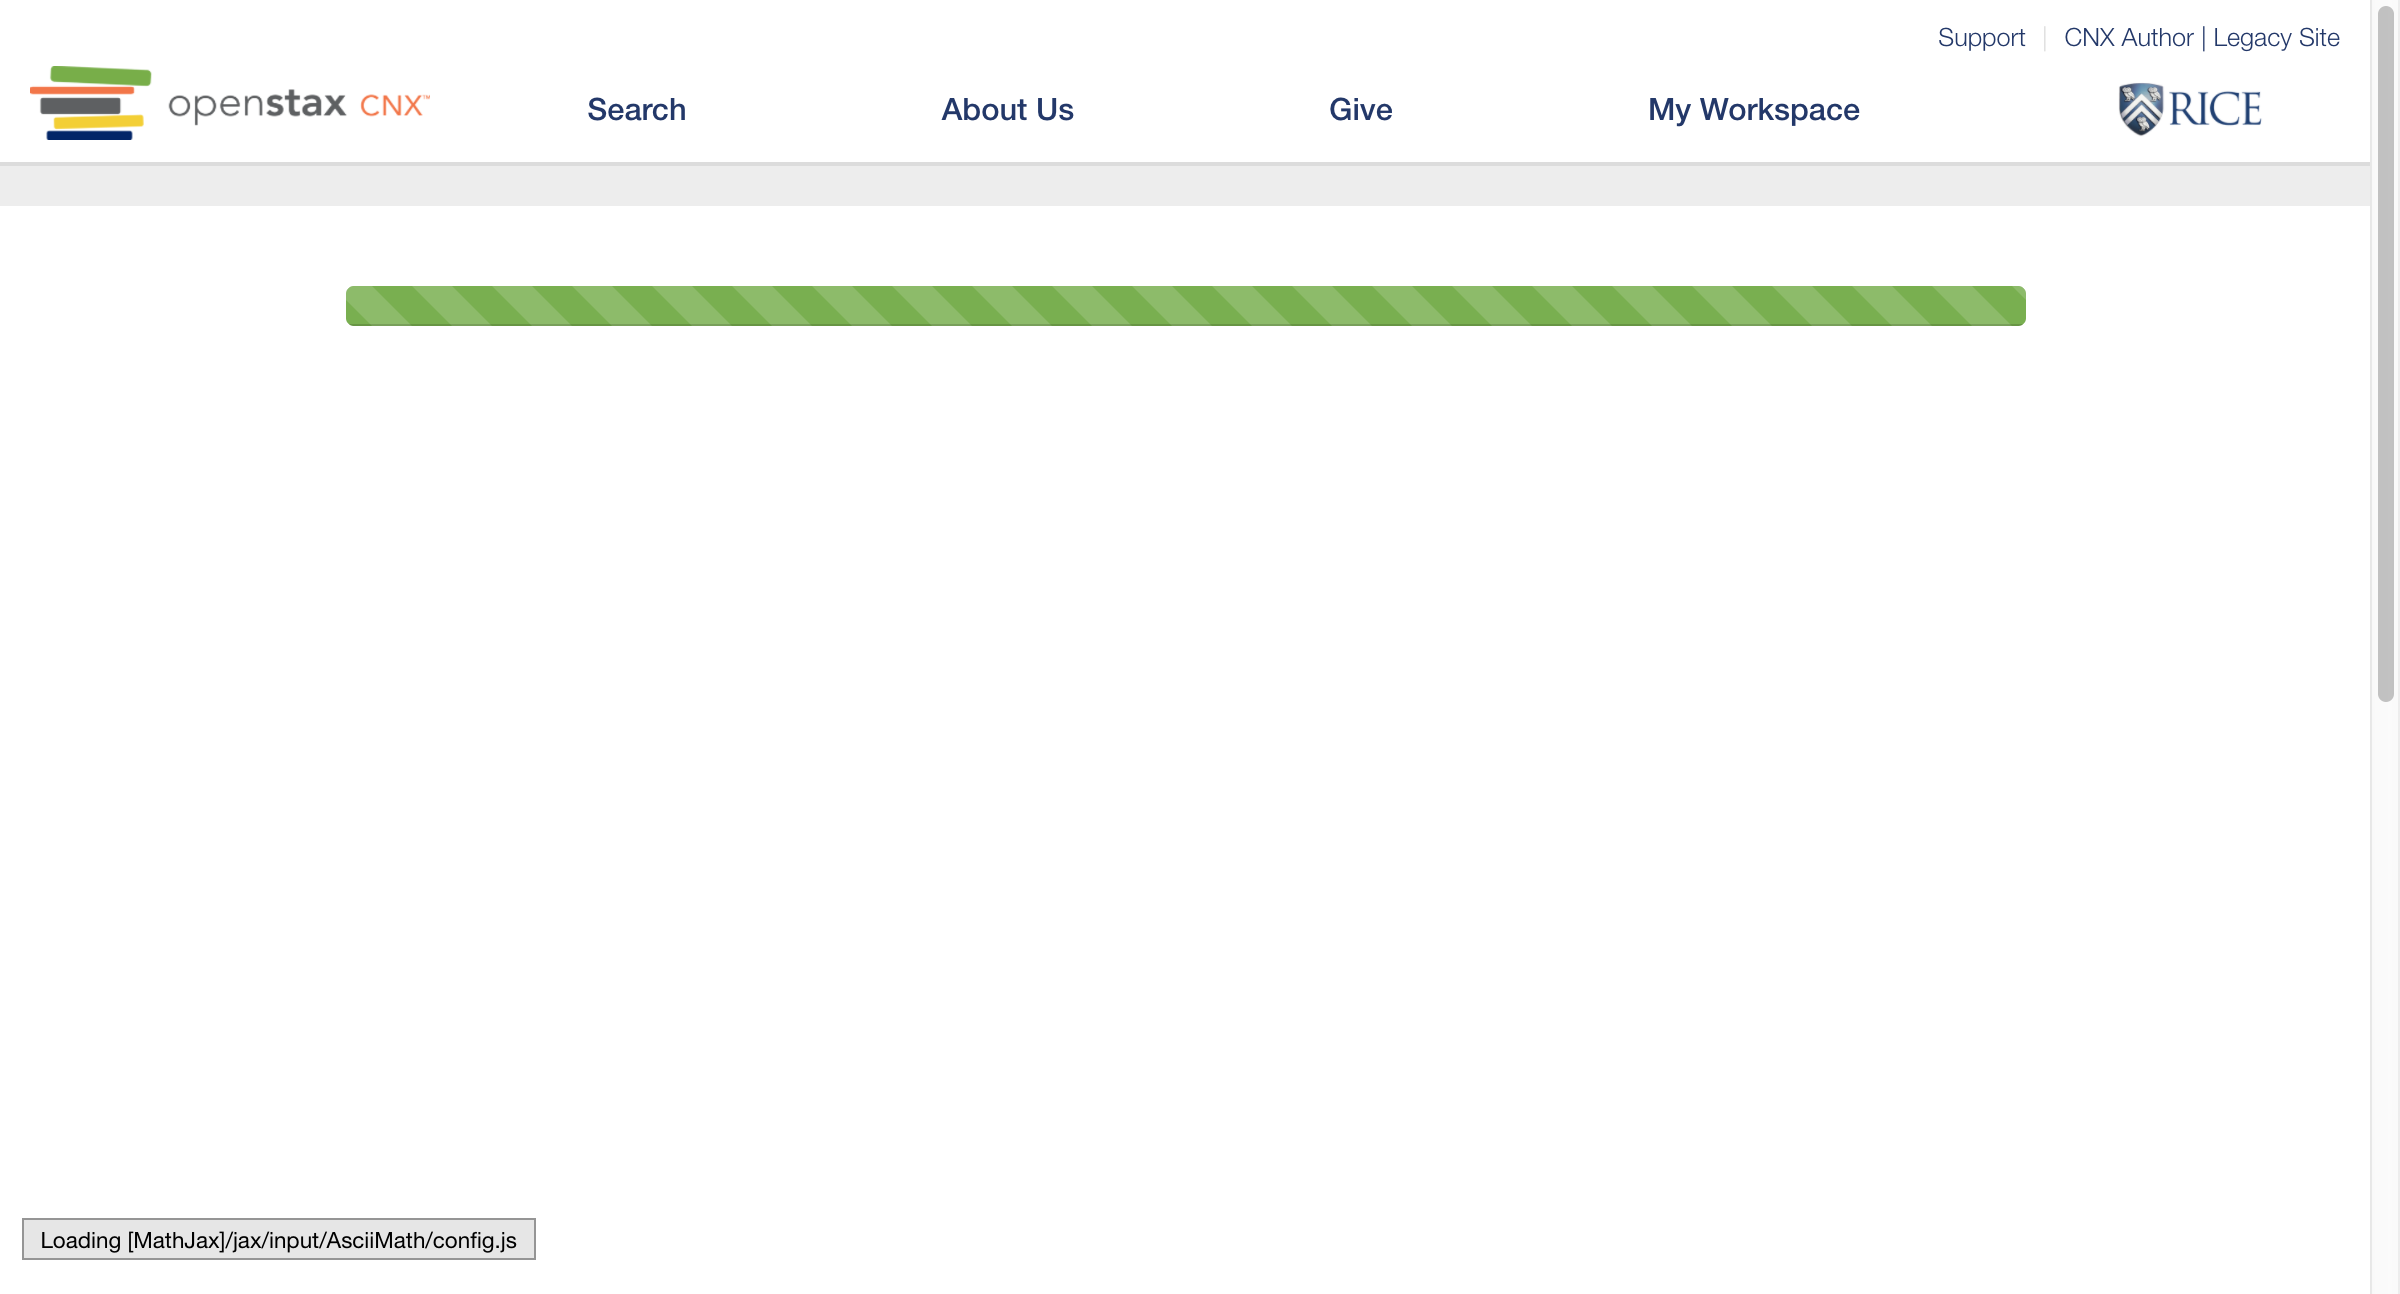 Support
CNX Author | Legacy Site
openstax CNX™
Search
About Us
Give
My Workspace
RICE
Loading [MathJax]/jax/input/AsciiMath/config.js